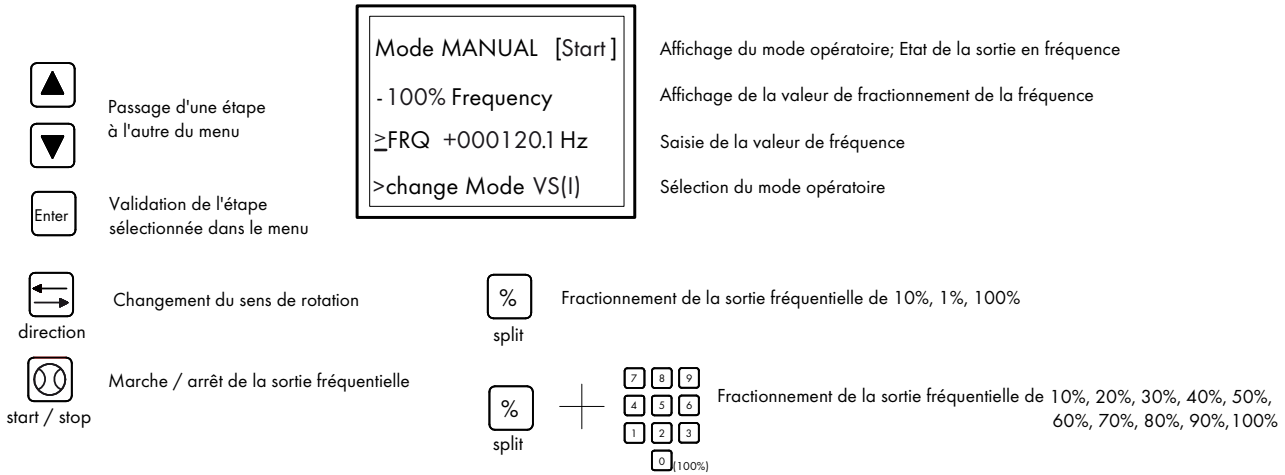 Mode MANUAL [Start]
- 100% Frequency
>FRQ +000120.1 Hz
>change Mode VS(I)
Affichage du mode opératoire; Etat de la sortie en fréquence
Affichage de la valeur de fractionnement de la fréquence
Saisie de la valeur de fréquence
Sélection du mode opératoire
Passage d'une étape
à l'autre du menu
Enter
Validation de l'étape
sélectionnée dans le menu
direction
Changement du sens de rotation
%
split
Fractionnement de la sortie fréquentielle de 10%, 1%, 100%
start / stop
Marche / arrêt de la sortie fréquentielle
%
split
7 8 9
4 5 6
1 2 3
0 (100%)
Fractionnement de la sortie fréquentielle de 10%, 20%, 30%, 40%, 50%,
60%, 70%, 80%, 90%, 100%